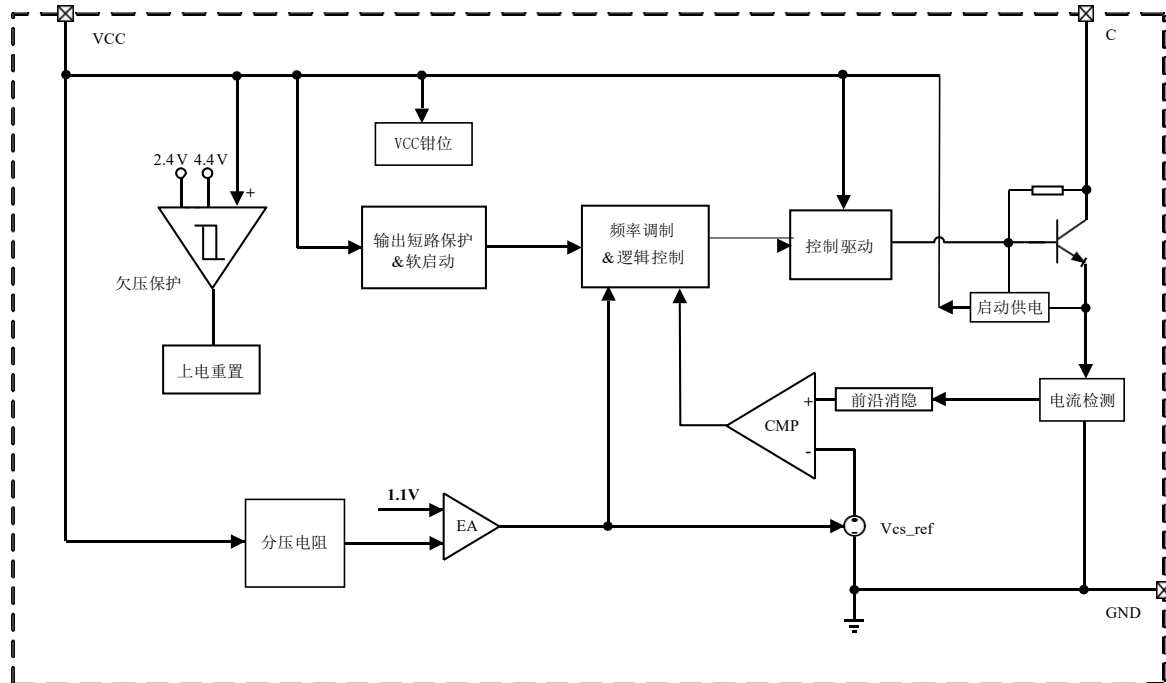 VCC
C
VCC钳位
2.4V 4.4V
+
欠压保护
上电重置
输出短路保护
&软启动
频率调制
&逻辑控制
控制驱动
启动供电
电流检测
前沿消隐
+
CMP
-
1.1V
EA
分压电阻
Vcs_ref
-
GND